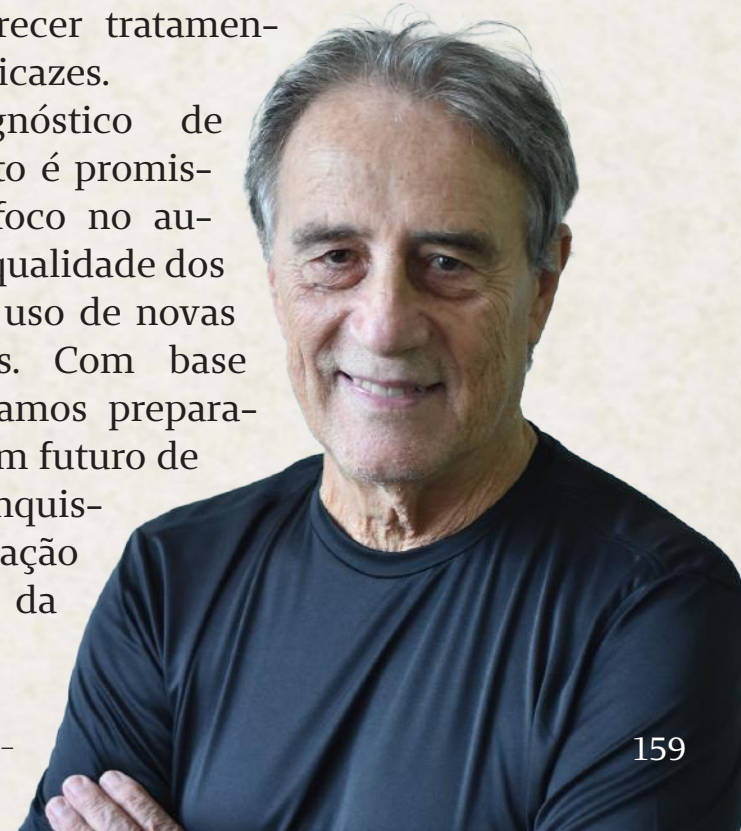 recer tratamen-
icazes.
gnóstico de
to é promis-
foco no au-
qualidade dos
uso de novas
s. Com base
amos prepara-
m futuro de
nquis-
ação
da
-
159